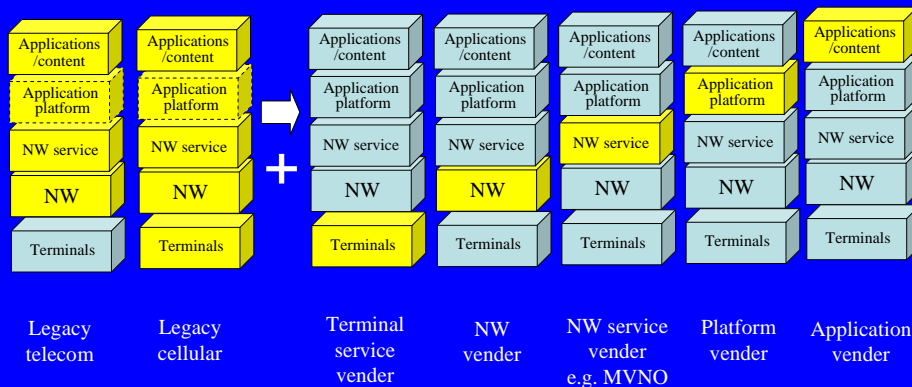 Applications
/content
Application
platform
NW service
NW
Terminals
Legacy
telecom
Applications
/content
Application
platform
NW service
NW
Terminals
Legacy
cellular
+
Applications
/content
Application
platform
NW service
NW
Terminals
Terminal
service
vender
Applications
/content
Application
platform
NW service
NW
Terminals
NW
vender
Applications
/content
Application
platform
NW service
NW
Terminals
NW service
vender
e.g. MVNO
Applications
/content
Application
platform
NW service
NW
Terminals
Platform
vender
Applications
/content
Application
platform
NW service
NW
Terminals
Application
vender